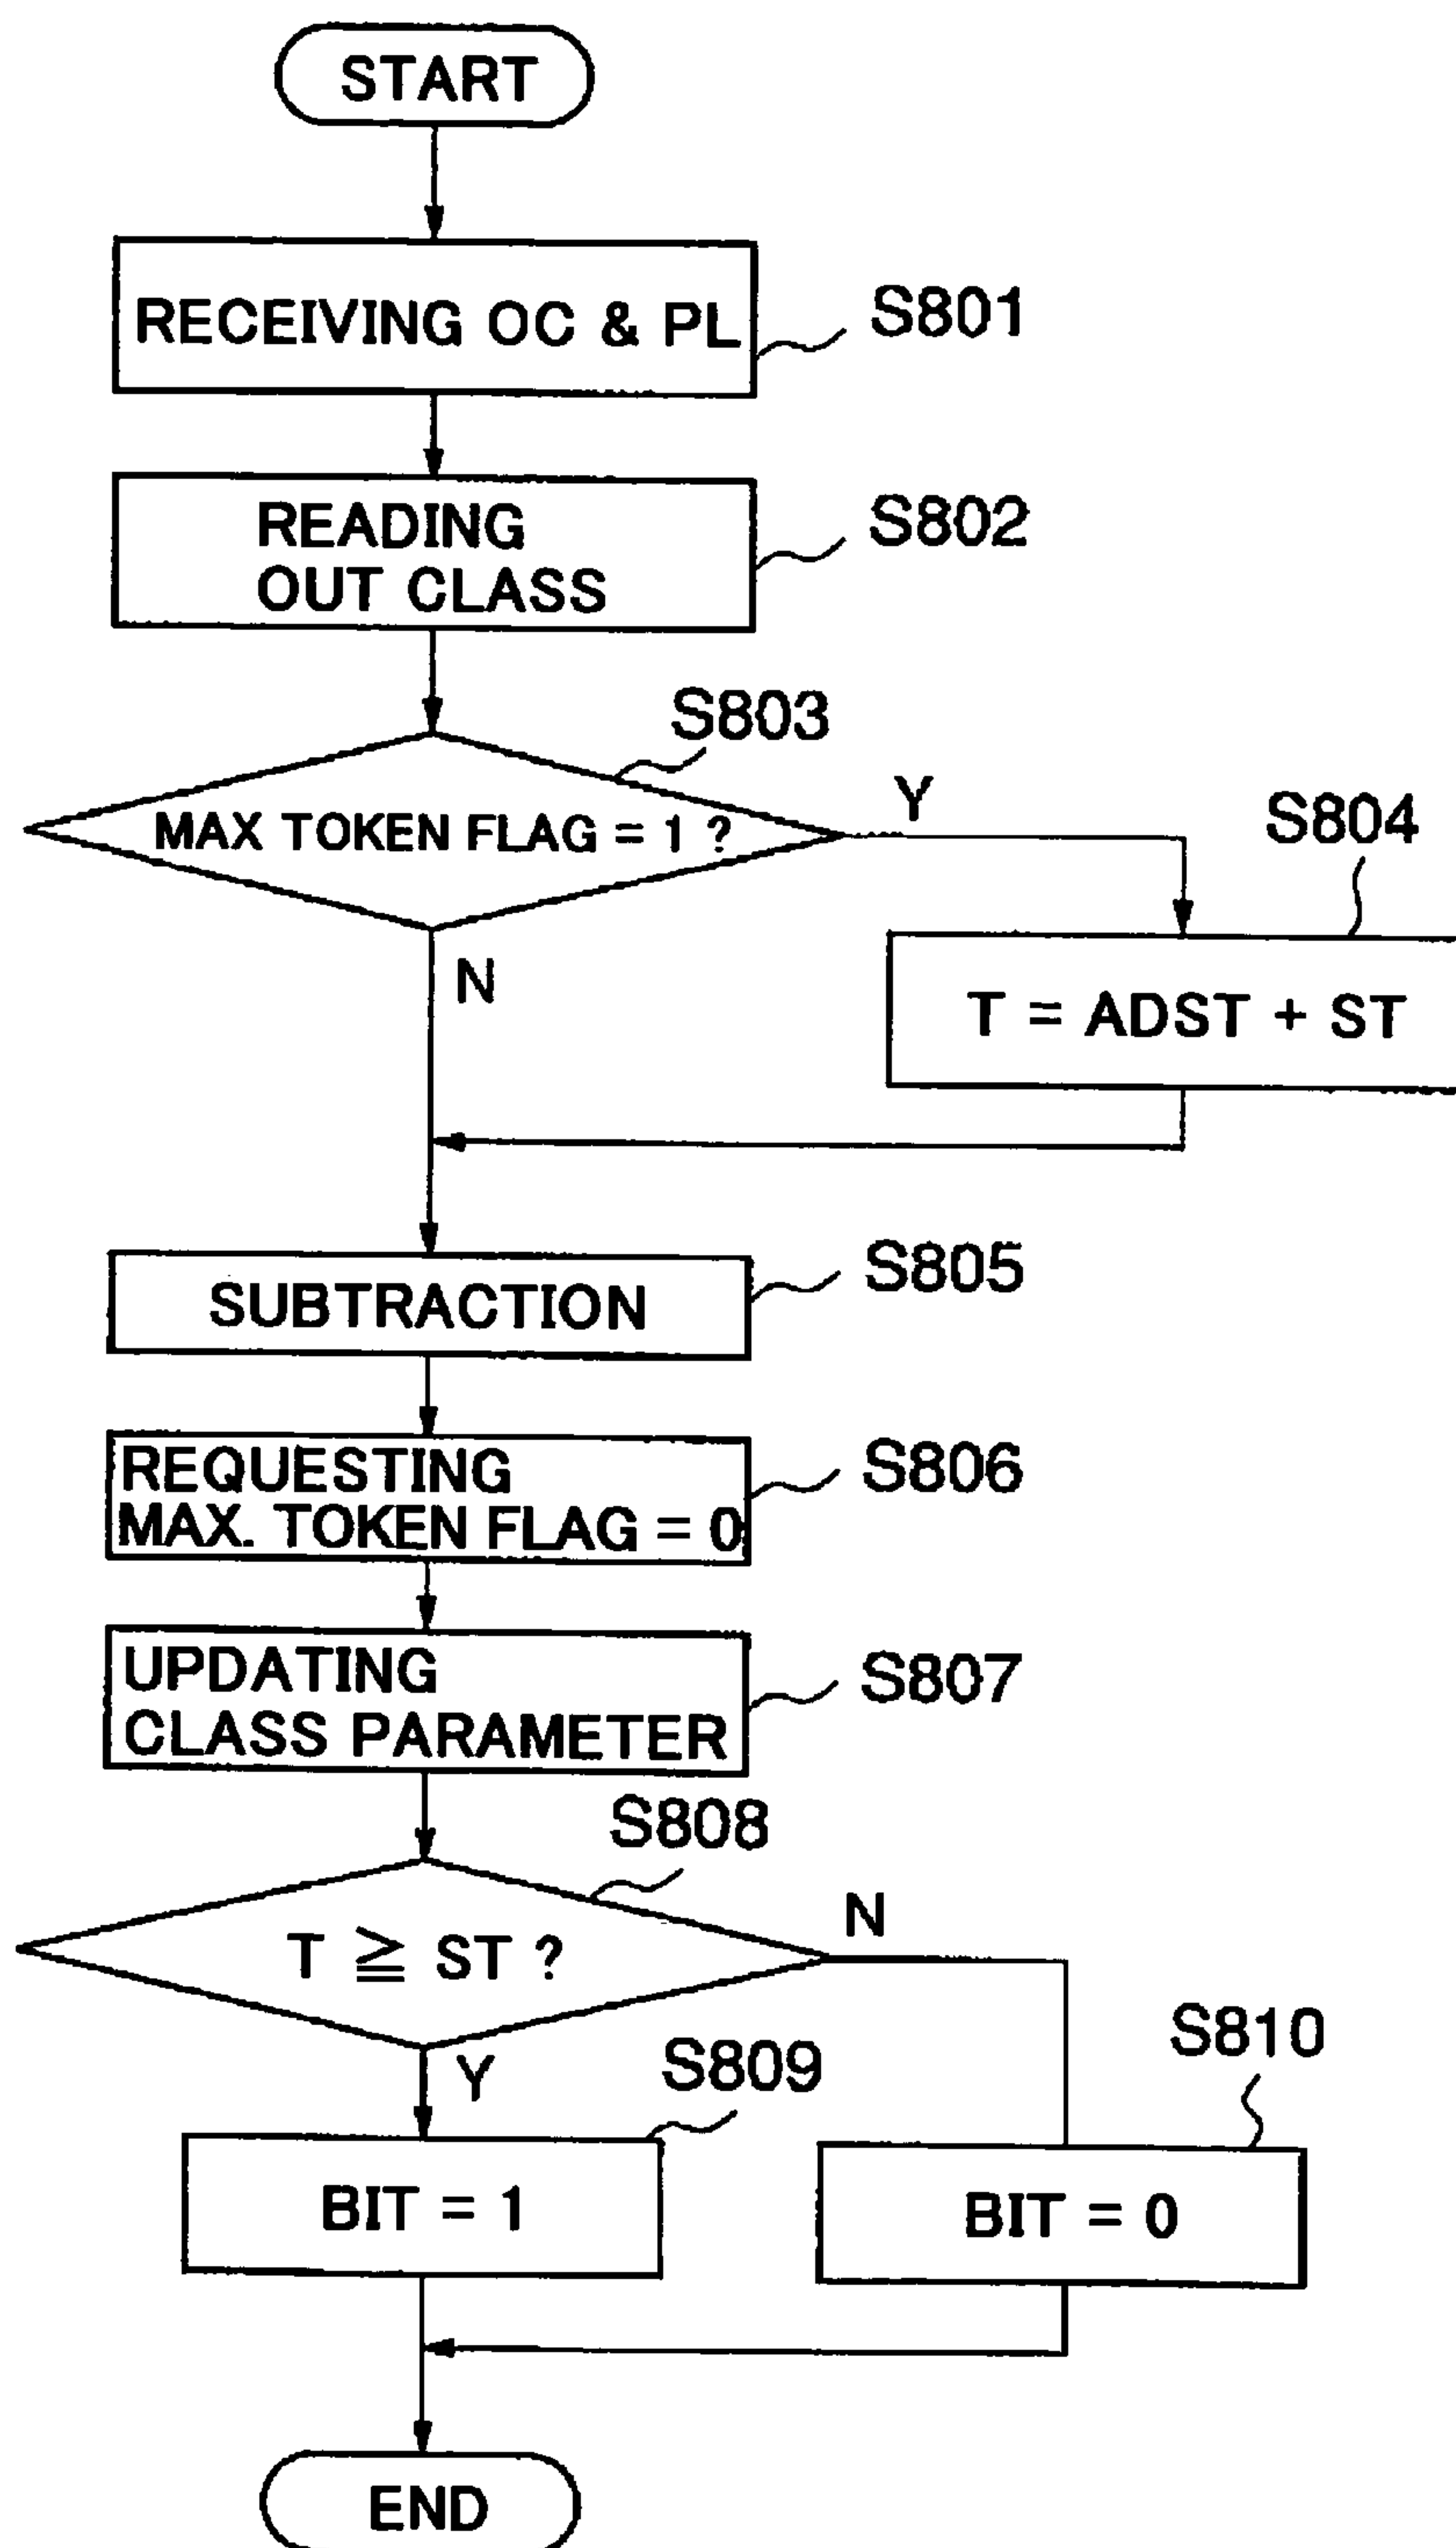 START
RECEIVING OC & PL
S801
READING
OUT CLASS
S802
S803
MAX TOKEN FLAG = 1 ?
Y
N
S804
T = ADST + ST
SUBTRACTION
S805
REQUESTING
MAX. TOKEN FLAG = 0
S806
UPDATING
CLASS PARAMETER
S807
S808
T ≧ ST ?
N
Y
S809
BIT = 1
S810
BIT = 0
END